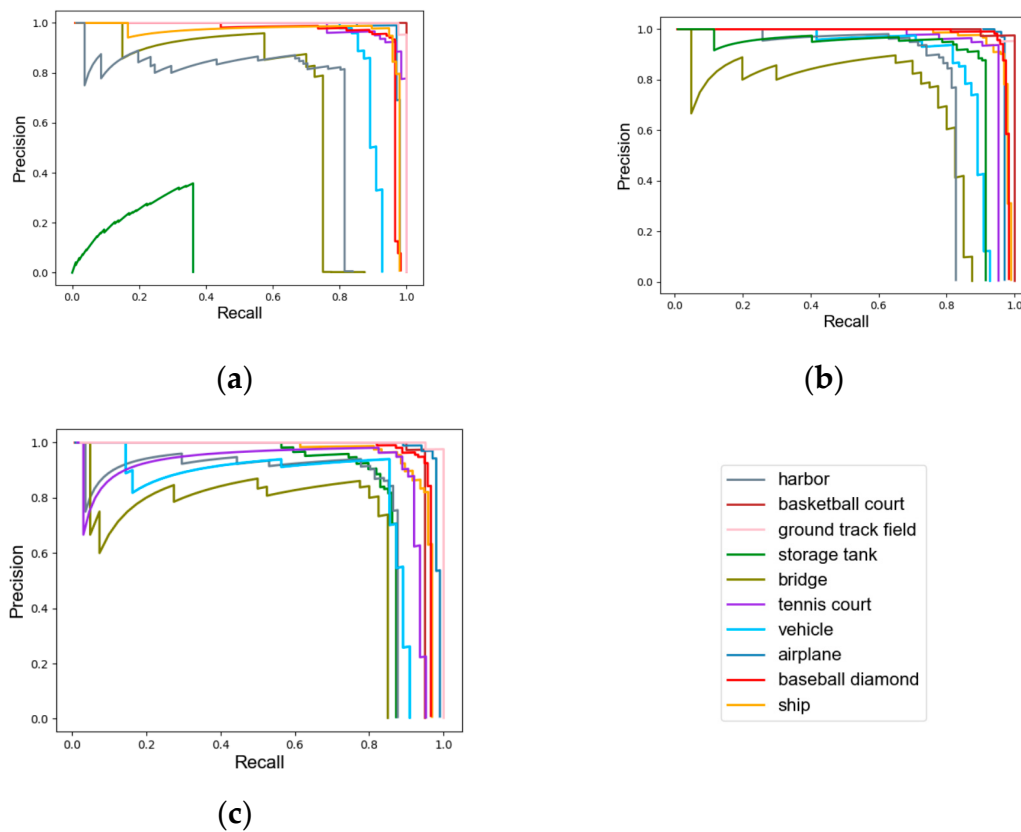 1.0
0.8
0.6
0.4
0.2
0.0
Precision
0.0 0.2 0.4 0.6 0.8 1.0
Recall
(a)
1.0
0.8
0.6
0.4
0.2
0.0
Precision
0.0 0.2 0.4 0.6 0.8 1.0
Recall
(b)
1.0
0.8
0.6
0.4
0.2
0.0
Precision
0.0 0.2 0.4 0.6 0.8 1.0
Recall
(c)
harbor
basketball court
ground track field
storage tank
bridge
tennis court
vehicle
airplane
baseball diamond
ship